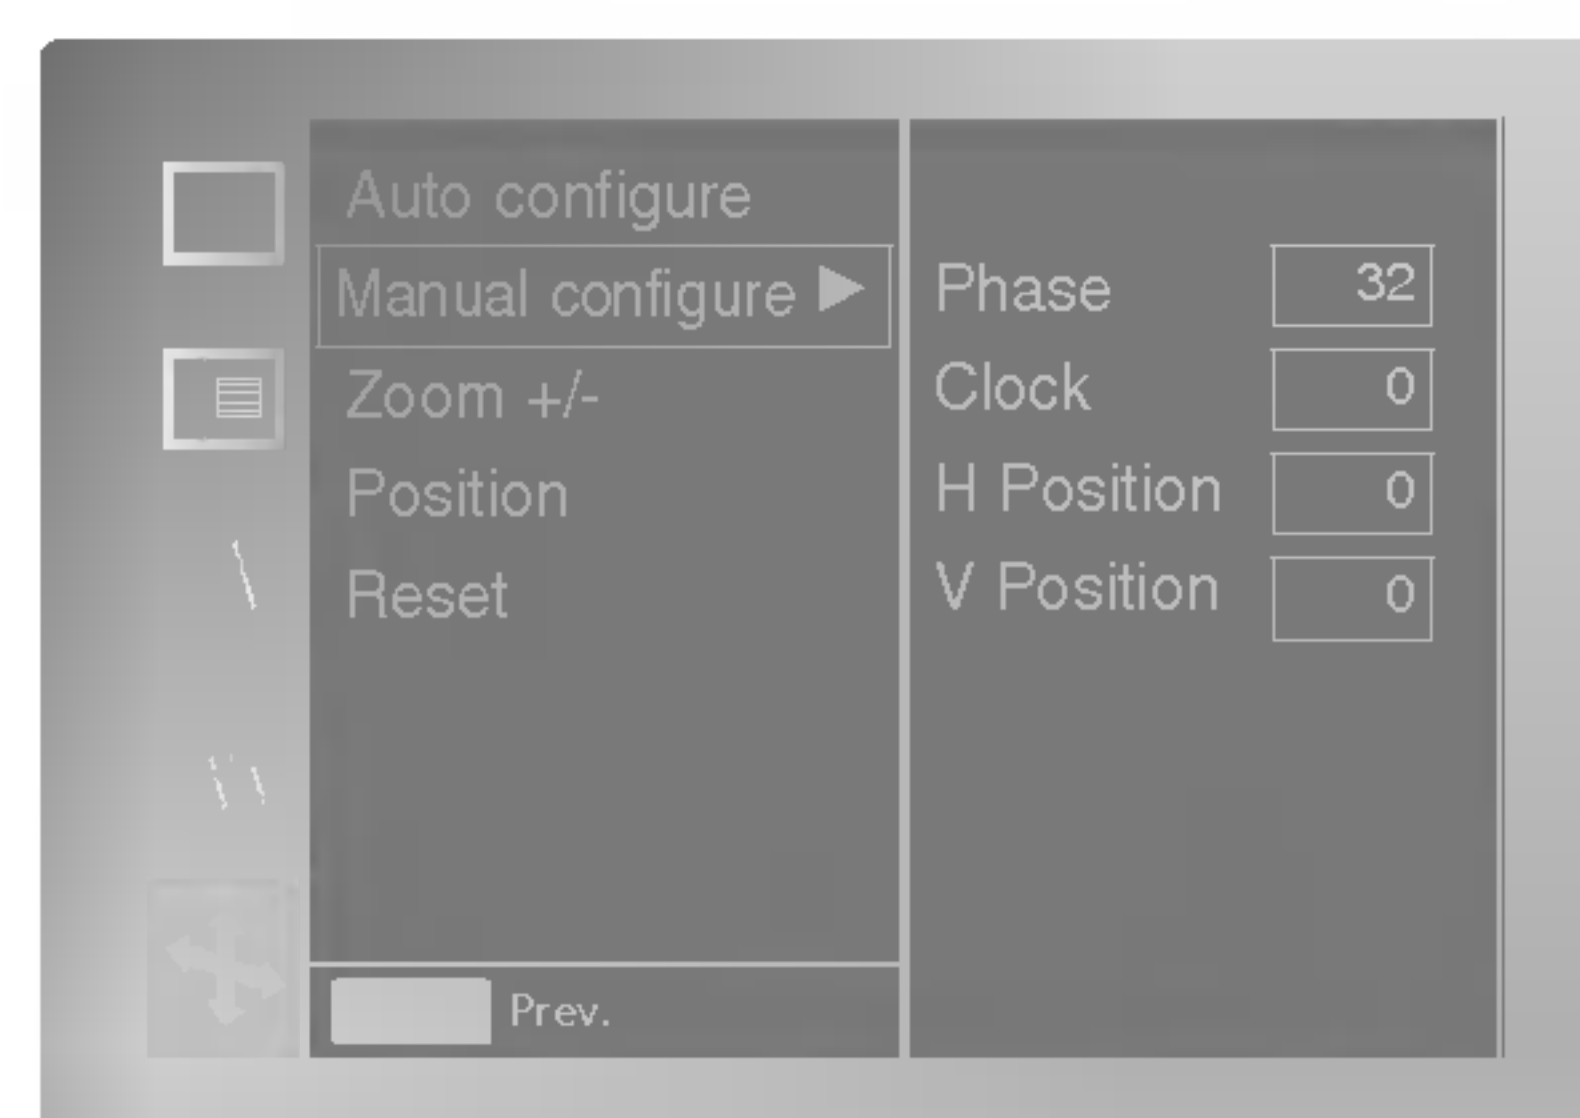 Auto configure
Manual configure ▶
Zoom +/-
Position
Reset
Prev.
Phase 32
Clock 0
H Position 0
V Position 0